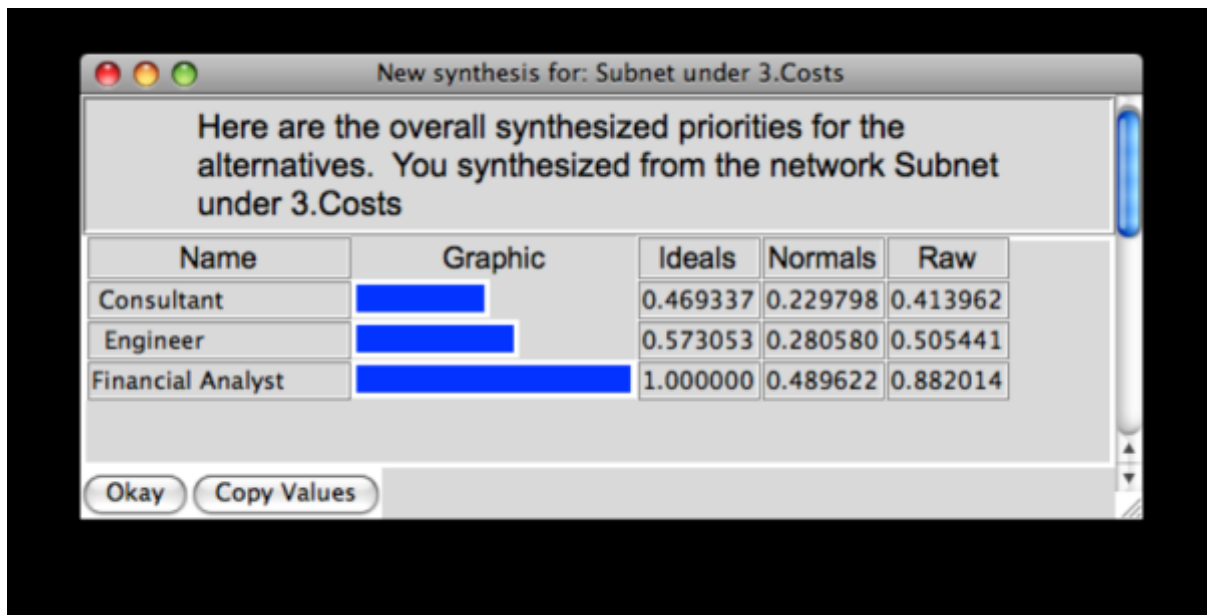 New synthesis for: Subnet under 3.Costs
Here are the overall synthesized priorities for the
alternatives. You synthesized from the network Subnet
under 3.Costs
Name Graphic Ideals Normals Raw
Consultant 0.469337 0.229798 0.413962
Engineer 0.573053 0.280580 0.505441
Financial Analyst 1.000000 0.489622 0.882014
Okay Copy Values